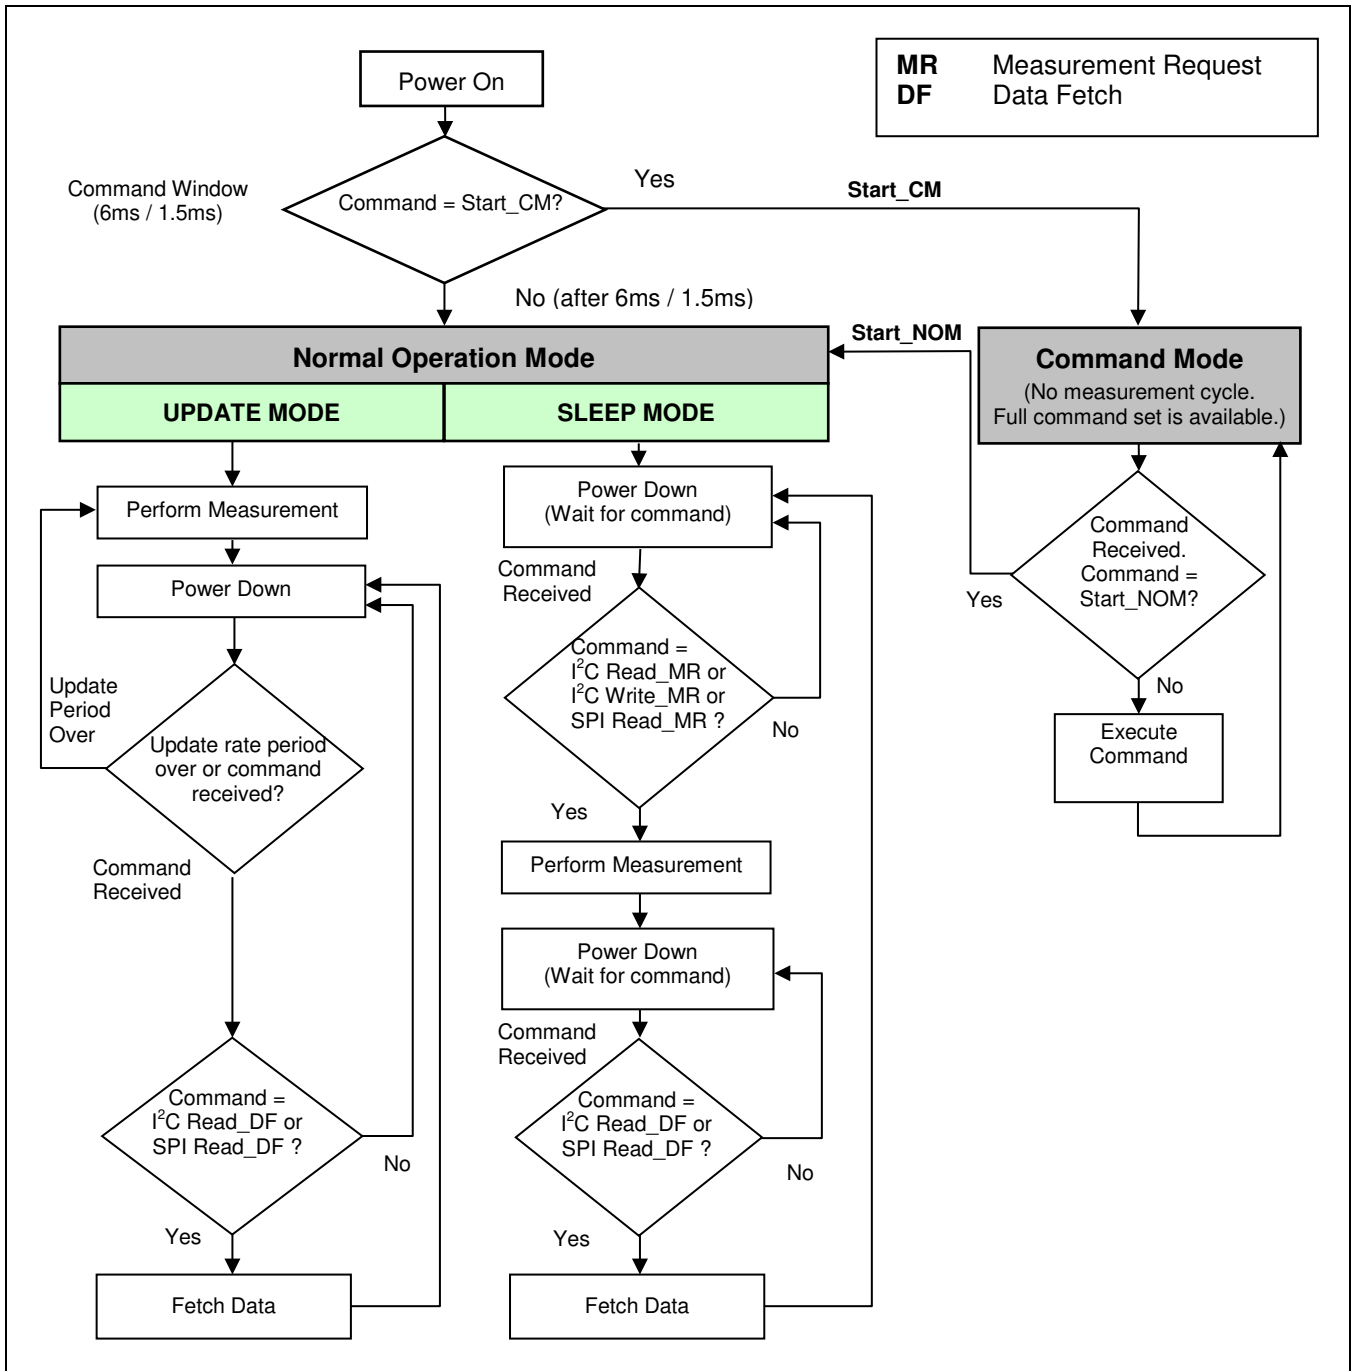 MR Measurement Request
DF Data Fetch
Power On
Command Window
(6ms / 1.5ms)
Command = Start_CM?
Yes
Start_CM
No (after 6ms / 1.5ms)
Normal Operation Mode
UPDATE MODE
SLEEP MODE
Start_NOM
Command Mode
(No measurement cycle.
Full command set is available.)
Perform Measurement
Power Down
Update
Period
Over
Update rate period
over or command
received?
Command
Received
Command =
I²C Read_DF or
SPI Read_DF ?
No
Yes
Fetch Data
Power Down
(Wait for command)
Command
Received
Command =
I²C Read_MR or
I²C Write_MR or
SPI Read_MR ?
No
Yes
Perform Measurement
Power Down
(Wait for command)
Command
Received
Command =
I²C Read_DF or
SPI Read_DF ?
No
Yes
Fetch Data
Command
Received.
Command =
Start_NOM?
Yes
No
Execute
Command